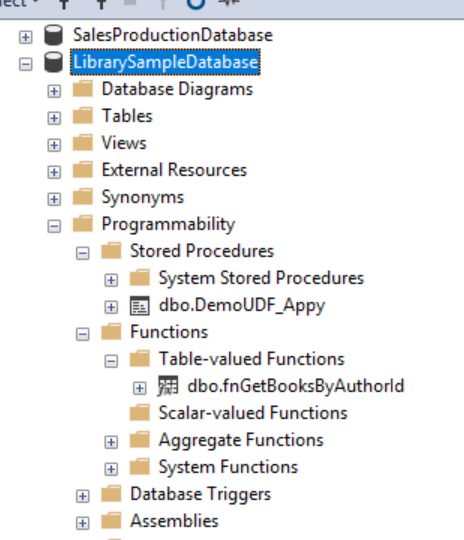 SalesProductionDatabase
LibrarySampleDatabase
Database Diagrams
Tables
Views
External Resources
Synonyms
Programmability
Stored Procedures
System Stored Procedures
dbo.DemoUDF_Appy
Functions
Table-valued Functions
dbo.fnGetBooksByAuthorId
Scalar-valued Functions
Aggregate Functions
System Functions
Database Triggers
Assemblies